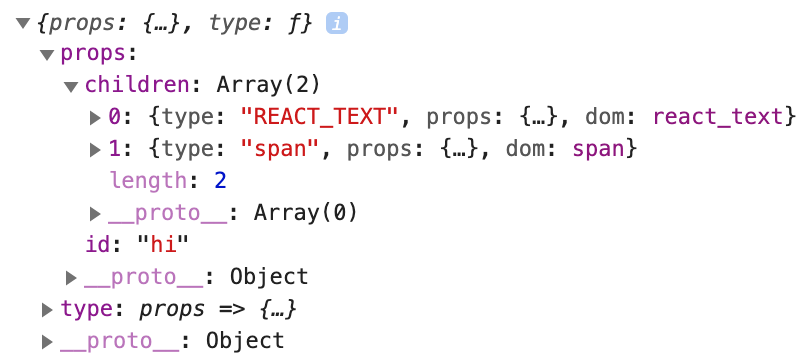 {props: {…}, type: ƒ} i
props:
children: Array(2)
0: {type: "REACT_TEXT", props: {…}, dom: react_text}
1: {type: "span", props: {…}, dom: span}
length: 2
__proto__: Array(0)
id: "hi"
__proto__: Object
type: props => {…}
__proto__: Object